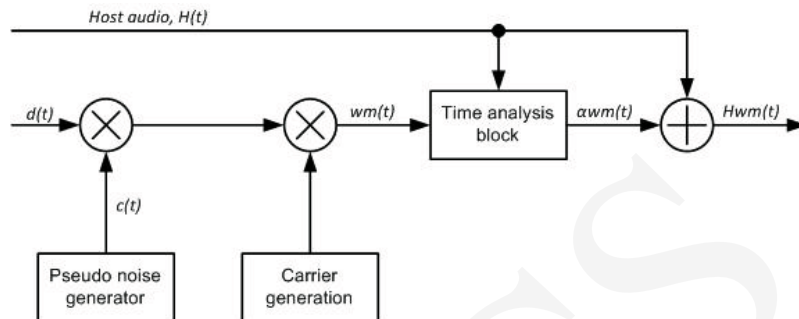 Host audio, H(t)
d(t)
wm(t)
Time analysis
block
αwm(t)
Hwm(t)
c(t)
Pseudo noise
generator
Carrier
generation